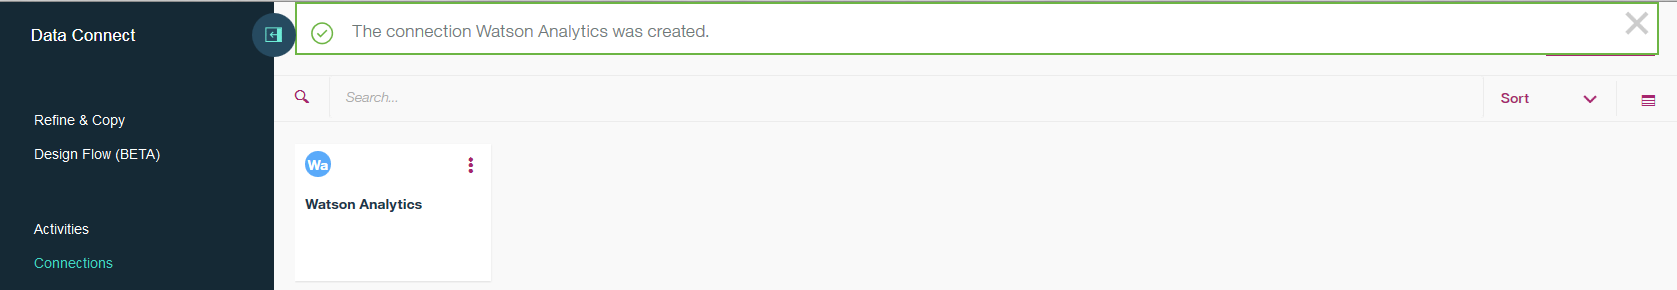 Data Connect
The connection Watson Analytics was created.
Refine & Copy
Design Flow (BETA)
Activities
Connections
Search...
Sort
Wa
Watson Analytics